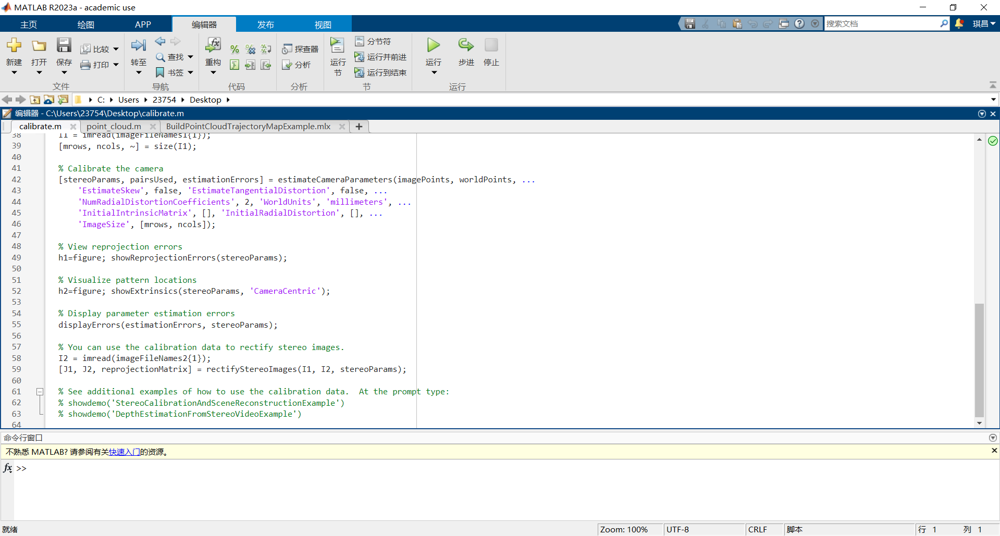 MATLAB R2023a - academic use
主页 绘图 APP 编辑器 发布 视图 搜索文档 琪昌
新建 打开 保存 比较 打印 转至 查找 书签 重构 探查器 分析 运行节 分节符 运行并前进 运行到结束 运行 步进 停止
文件 导航 代码 分析 节 运行
C: Users 23754 Desktop
编辑器 - C:\Users\23754\Desktop\calibrate.m
calibrate.m point_cloud.m BuildPointCloudTrajectoryMapExample.mlx
38 I1 = imread(imageFileNames1{1});
39 [mrows, ncols, ~] = size(I1);
40
41 % Calibrate the camera
42 [stereoParams, pairsUsed, estimationErrors] = estimateCameraParameters(imagePoints, worldPoints, ...
43 'EstimateSkew', false, 'EstimateTangentialDistortion', false, ...
44 'NumRadialDistortionCoefficients', 2, 'WorldUnits', 'millimeters', ...
45 'InitialIntrinsicMatrix', [], 'InitialRadialDistortion', [], ...
46 'ImageSize', [mrows, ncols]);
47
48 % View reprojection errors
49 h1=figure; showReprojectionErrors(stereoParams);
50
51 % Visualize pattern locations
52 h2=figure; showExtrinsics(stereoParams, 'CameraCentric');
53
54 % Display parameter estimation errors
55 displayErrors(estimationErrors, stereoParams);
56
57 % You can use the calibration data to rectify stereo images.
58 I2 = imread(imageFileNames2{1});
59 [J1, J2, reprojectionMatrix] = rectifyStereoImages(I1, I2, stereoParams);
60
61 % See additional examples of how to use the calibration data.  At the prompt type:
62 % showdemo('StereoCalibrationAndSceneReconstructionExample')
63 % showdemo('DepthEstimationFromStereoVideoExample')
64
命令行窗口
不熟悉 MATLAB? 请参阅有关快速入门的资源。
fx >>
就绪 Zoom: 100% UTF-8 CRLF 脚本 行 1 列 1